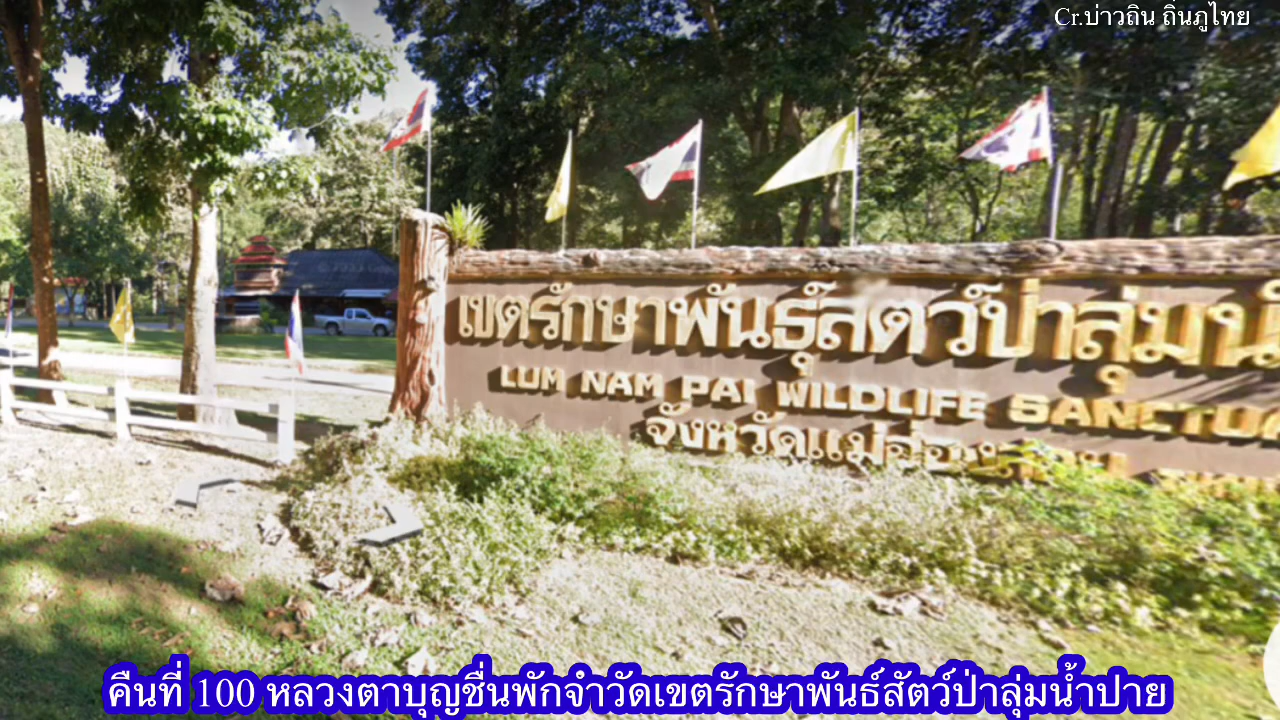 Cr.บ่าวถิน ถิ่นภูไทย
เขตรักษาพันธุ์สัตว์ป่าลุ่มน้
LUM NAM PAI WILDLIFE SANCTUA
จังหวัดแม่ฮ่อง
คืนที่ 100 หลวงตาบุญชื่นพักจำวัดเขตรักษาพันธ์สัตว์ป่าลุ่มน้ำปาย